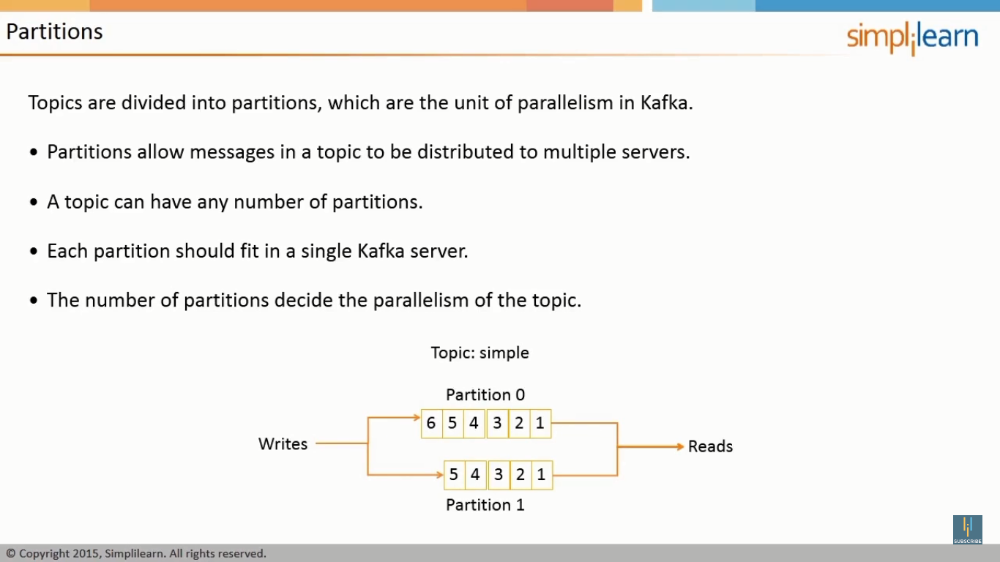 Partitions
simplilearn
Topics are divided into partitions, which are the unit of parallelism in Kafka.
• Partitions allow messages in a topic to be distributed to multiple servers.
• A topic can have any number of partitions.
• Each partition should fit in a single Kafka server.
• The number of partitions decide the parallelism of the topic.
Topic: simple
Partition 0
6 5 4 3 2 1
Writes
Reads
5 4 3 2 1
Partition 1
SUBSCRIBE
© Copyright 2015, Simplilearn. All rights reserved.